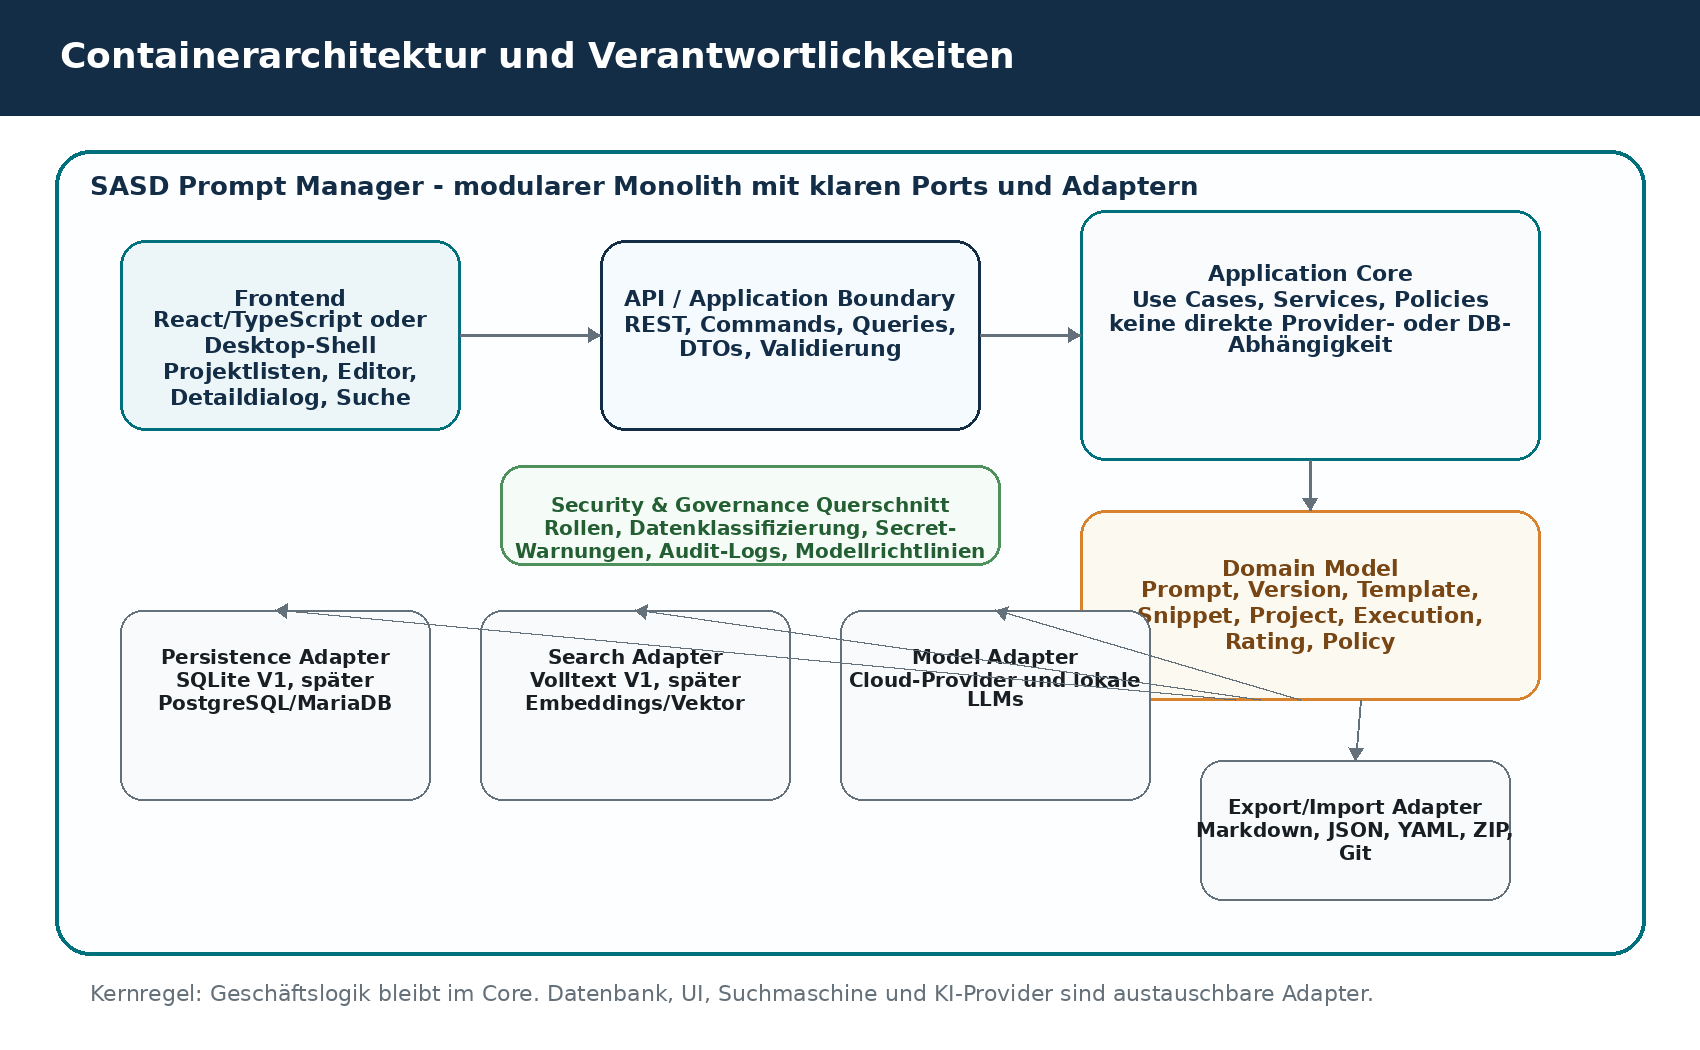 Containerarchitektur und Verantwortlichkeiten
SASD Prompt Manager - modularer Monolith mit klaren Ports und Adaptern
Frontend
React/TypeScript oder
Desktop-Shell
Projektlisten, Editor,
Detaildialog, Suche
API / Application Boundary
REST, Commands, Queries,
DTOs, Validierung
Application Core
Use Cases, Services, Policies
keine direkte Provider- oder DB-
Abhängigkeit
Security & Governance Querschnitt
Rollen, Datenklassifizierung, Secret-
Warnungen, Audit-Logs, Modellrichtlinien
Domain Model
Prompt, Version, Template,
Snippet, Project, Execution,
Rating, Policy
Persistence Adapter
SQLite V1, später
PostgreSQL/MariaDB
Search Adapter
Volltext V1, später
Embeddings/Vektor
Model Adapter
Cloud-Provider und lokale
LLMs
Export/Import Adapter
Markdown, JSON, YAML, ZIP,
Git
Kernregel: Geschäftslogik bleibt im Core. Datenbank, UI, Suchmaschine und KI-Provider sind austauschbare Adapter.